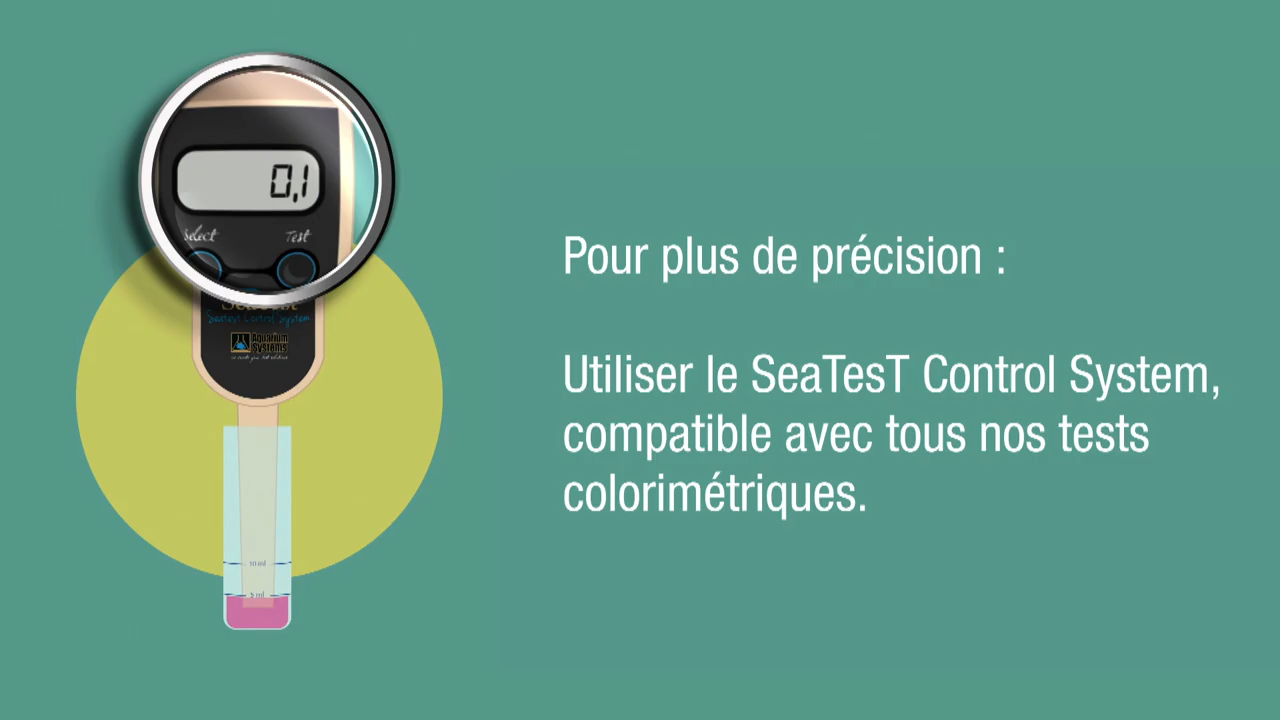 0,1
Select Test
Seatest Control System
Aquarium
Systems
10 ml
5 ml
Pour plus de précision :
Utiliser le SeaTesT Control System,
compatible avec tous nos tests
colorimétriques.